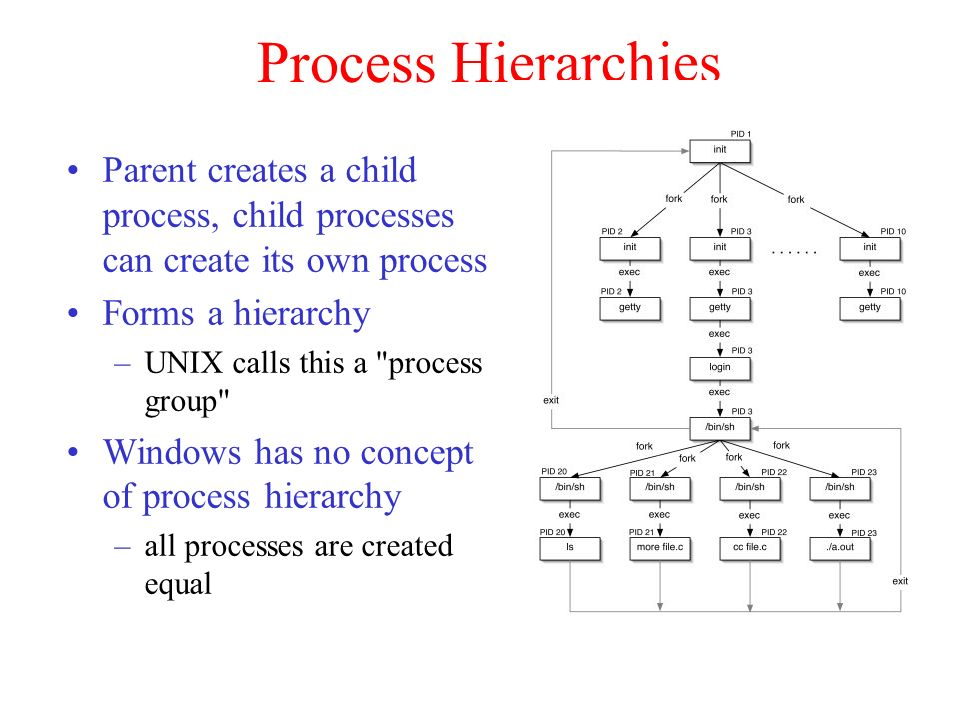 Process Hierarchies
• Parent creates a child
process, child processes
can create its own process
• Forms a hierarchy
– UNIX calls this a "process
group"
• Windows has no concept
of process hierarchy
– all processes are created
equal
PID 1
init
fork fork fork
PID 2 PID 3 PID 10
init init . . . . . . init
exec exec exec
PID 2 PID 3 PID 10
getty getty getty
exec
PID 3
login
exec
exit
PID 3
/bin/sh
fork fork fork fork
PID 20 PID 21 PID 22 PID 23
/bin/sh /bin/sh /bin/sh /bin/sh
exec exec exec exec
PID 20 PID 21 PID 22 PID 23
ls more file.c cc file.c ./a.out
exit